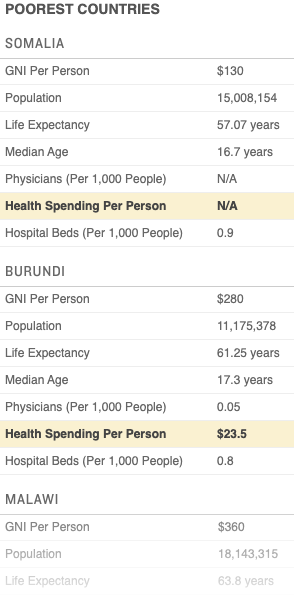 POOREST COUNTRIES
SOMALIA
GNI Per Person $130
Population 15,008,154
Life Expectancy 57.07 years
Median Age 16.7 years
Physicians (Per 1,000 People) N/A
Health Spending Per Person N/A
Hospital Beds (Per 1,000 People) 0.9
BURUNDI
GNI Per Person $280
Population 11,175,378
Life Expectancy 61.25 years
Median Age 17.3 years
Physicians (Per 1,000 People) 0.05
Health Spending Per Person $23.5
Hospital Beds (Per 1,000 People) 0.8
MALAWI
GNI Per Person $360
Population 18,143,315
Life Expectancy 63.8 years